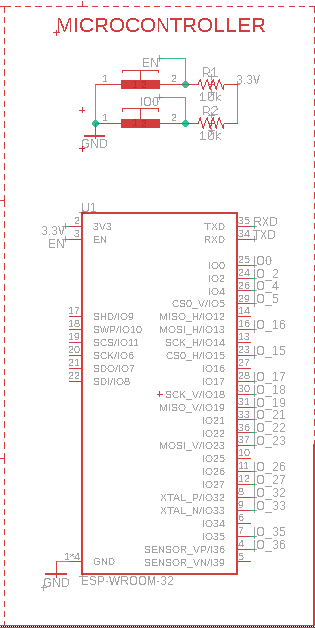 MICROCONTROLLER
EN
1 2 R1 3.3V
10k
IO0
1 2 R2
10k
GND
U1
3.3V 2 3V3 TXD 35 RXD
EN 3 EN RXD 34 TXD
IO0 25 IO0
IO2 24 IO_2
IO4 26 IO_4
CS0_V/IO5 29 IO_5
17 SHD/IO9 MISO_H/IO12 14
18 SWP/IO10 MOSI_H/IO13 16 IO_16
19 SCS/IO11 SCK_H/IO14 13
20 SCK/IO6 CS0_H/IO15 23 IO_15
21 SDO/IO7 IO16 27
22 SDI/IO8 IO17 28 IO_17
SCK_V/IO18 30 IO_18
MISO_V/IO19 31 IO_19
IO21 33 IO_21
IO22 36 IO_22
MOSI_V/IO23 37 IO_23
IO25 10
IO26 11 IO_26
IO27 12 IO_27
XTAL_P/IO32 8 IO_32
XTAL_N/IO33 9 IO_33
IO34 6
IO35 7 IO_35
SENSOR_VP/I36 4 IO_36
1*4 GND SENSOR_VN/I39 5
GND ESP-WROOM-32